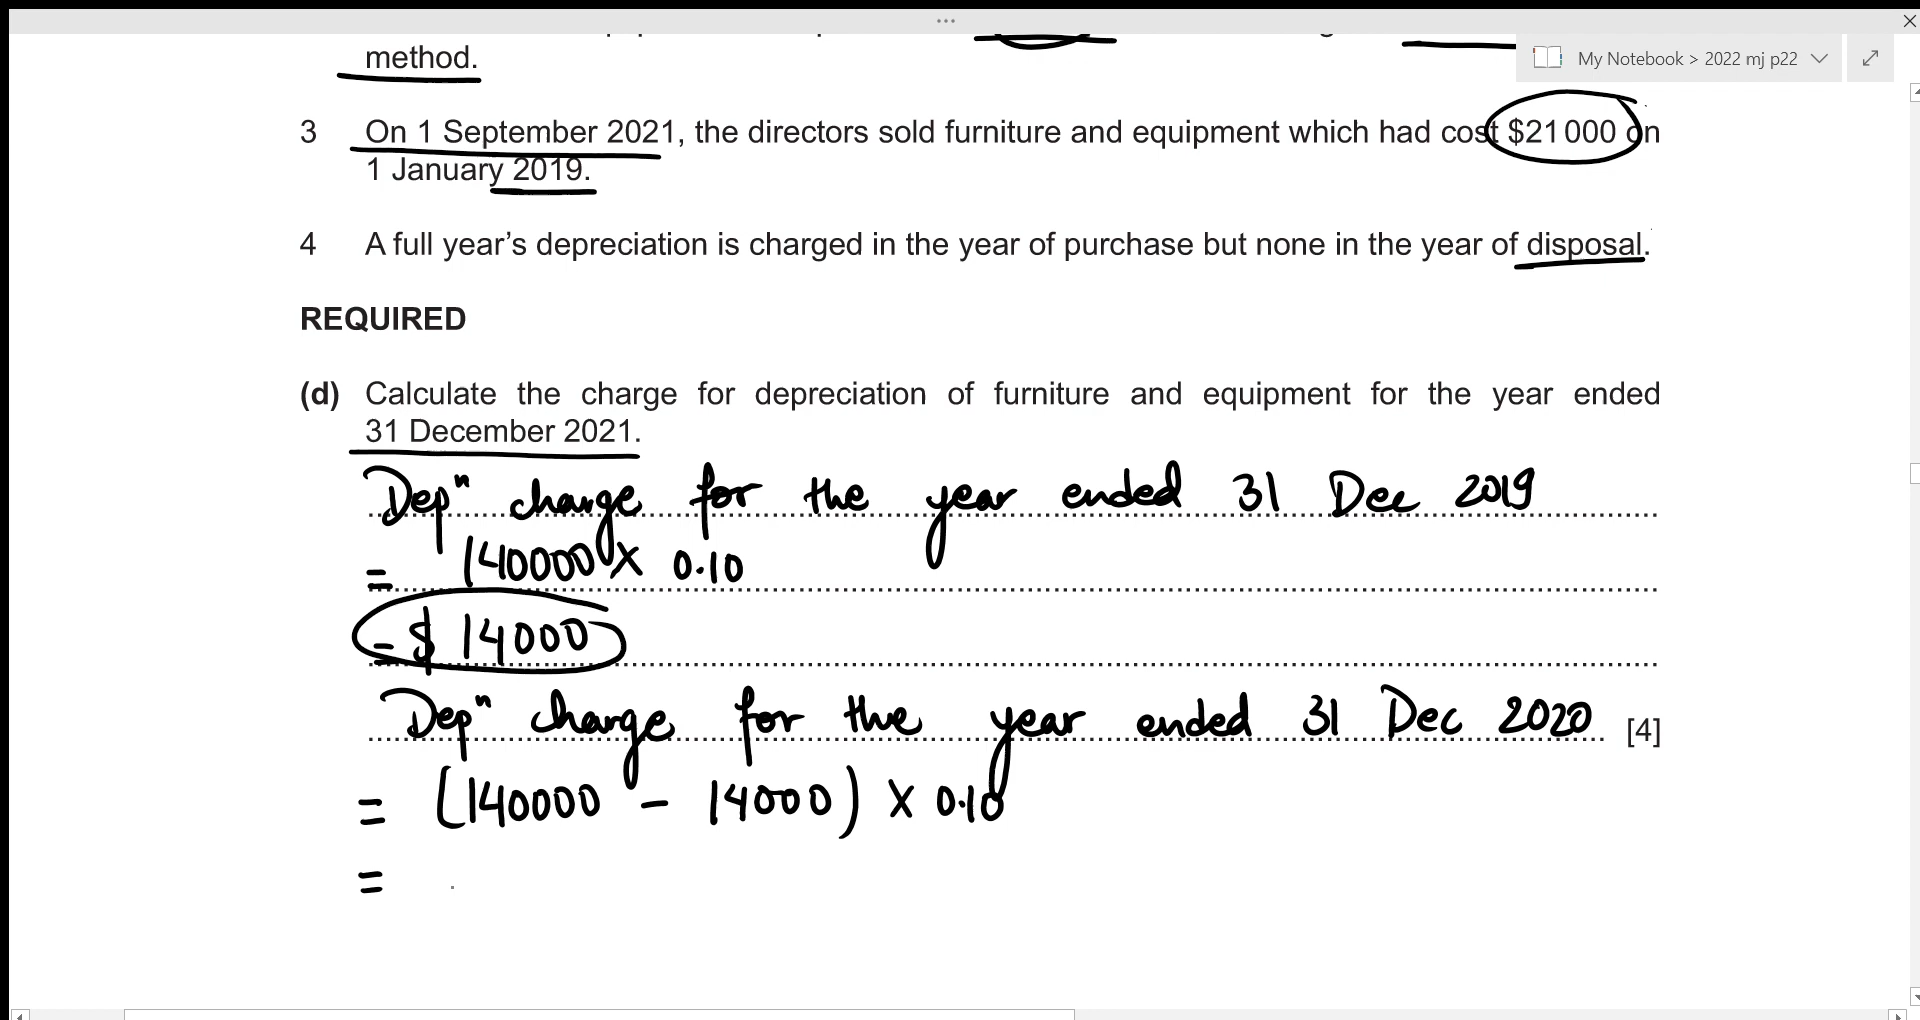 method.
My Notebook > 2022 mj p22
3 On 1 September 2021, the directors sold furniture and equipment which had cost $21 000 on
1 January 2019.
4 A full year’s depreciation is charged in the year of purchase but none in the year of disposal.
REQUIRED
(d) Calculate the charge for depreciation of furniture and equipment for the year ended
31 December 2021.
Depⁿ charge for the year ended 31 Dec 2019
= 140000 x 0.10
= $ 14000
Depⁿ charge for the year ended 31 Dec 2020 [4]
= (140000 - 14000) x 0.10
=